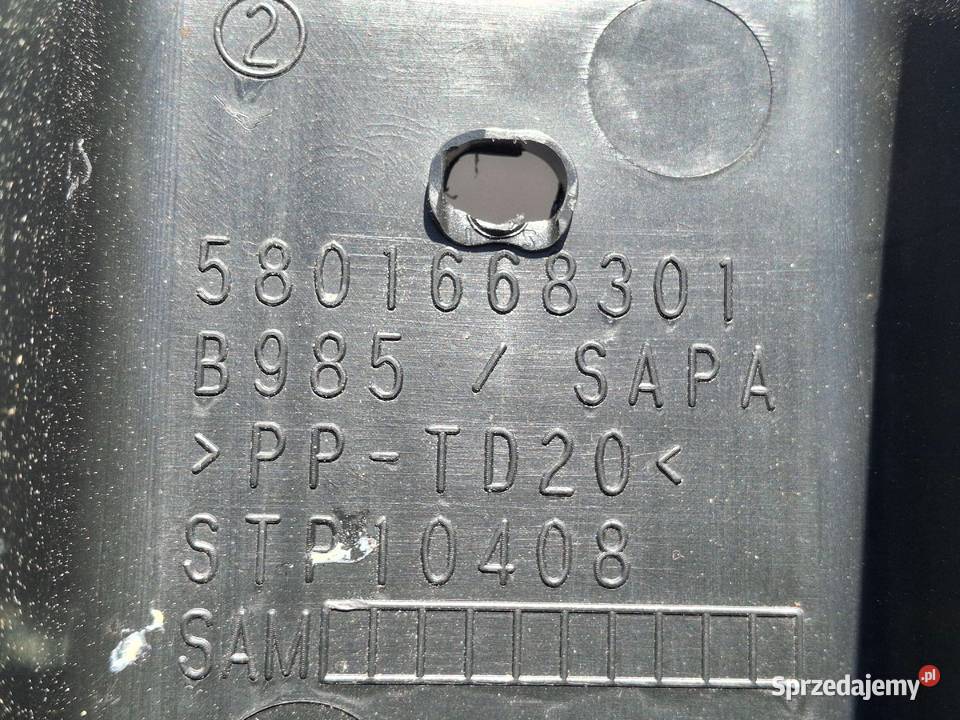 2
5801668301
B985 / SAPA
>PP-TD20<
STP10408
SAM
Sprzedajemy.pl